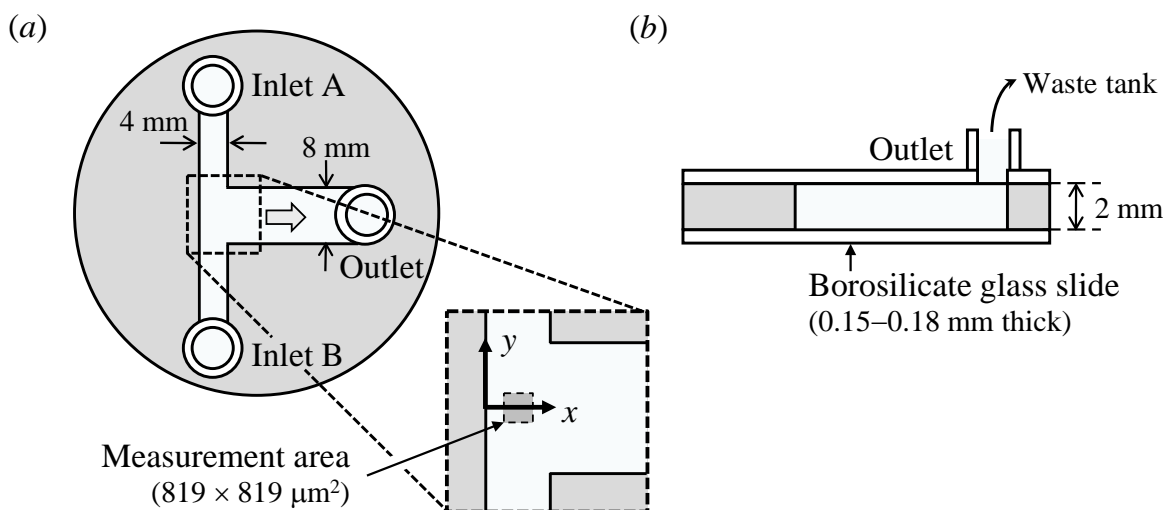 (a)
Inlet A
4 mm
8 mm
Outlet
Inlet B
y
x
Measurement area
(819 × 819 μm²)
(b)
Waste tank
Outlet
2 mm
Borosilicate glass slide
(0.15–0.18 mm thick)